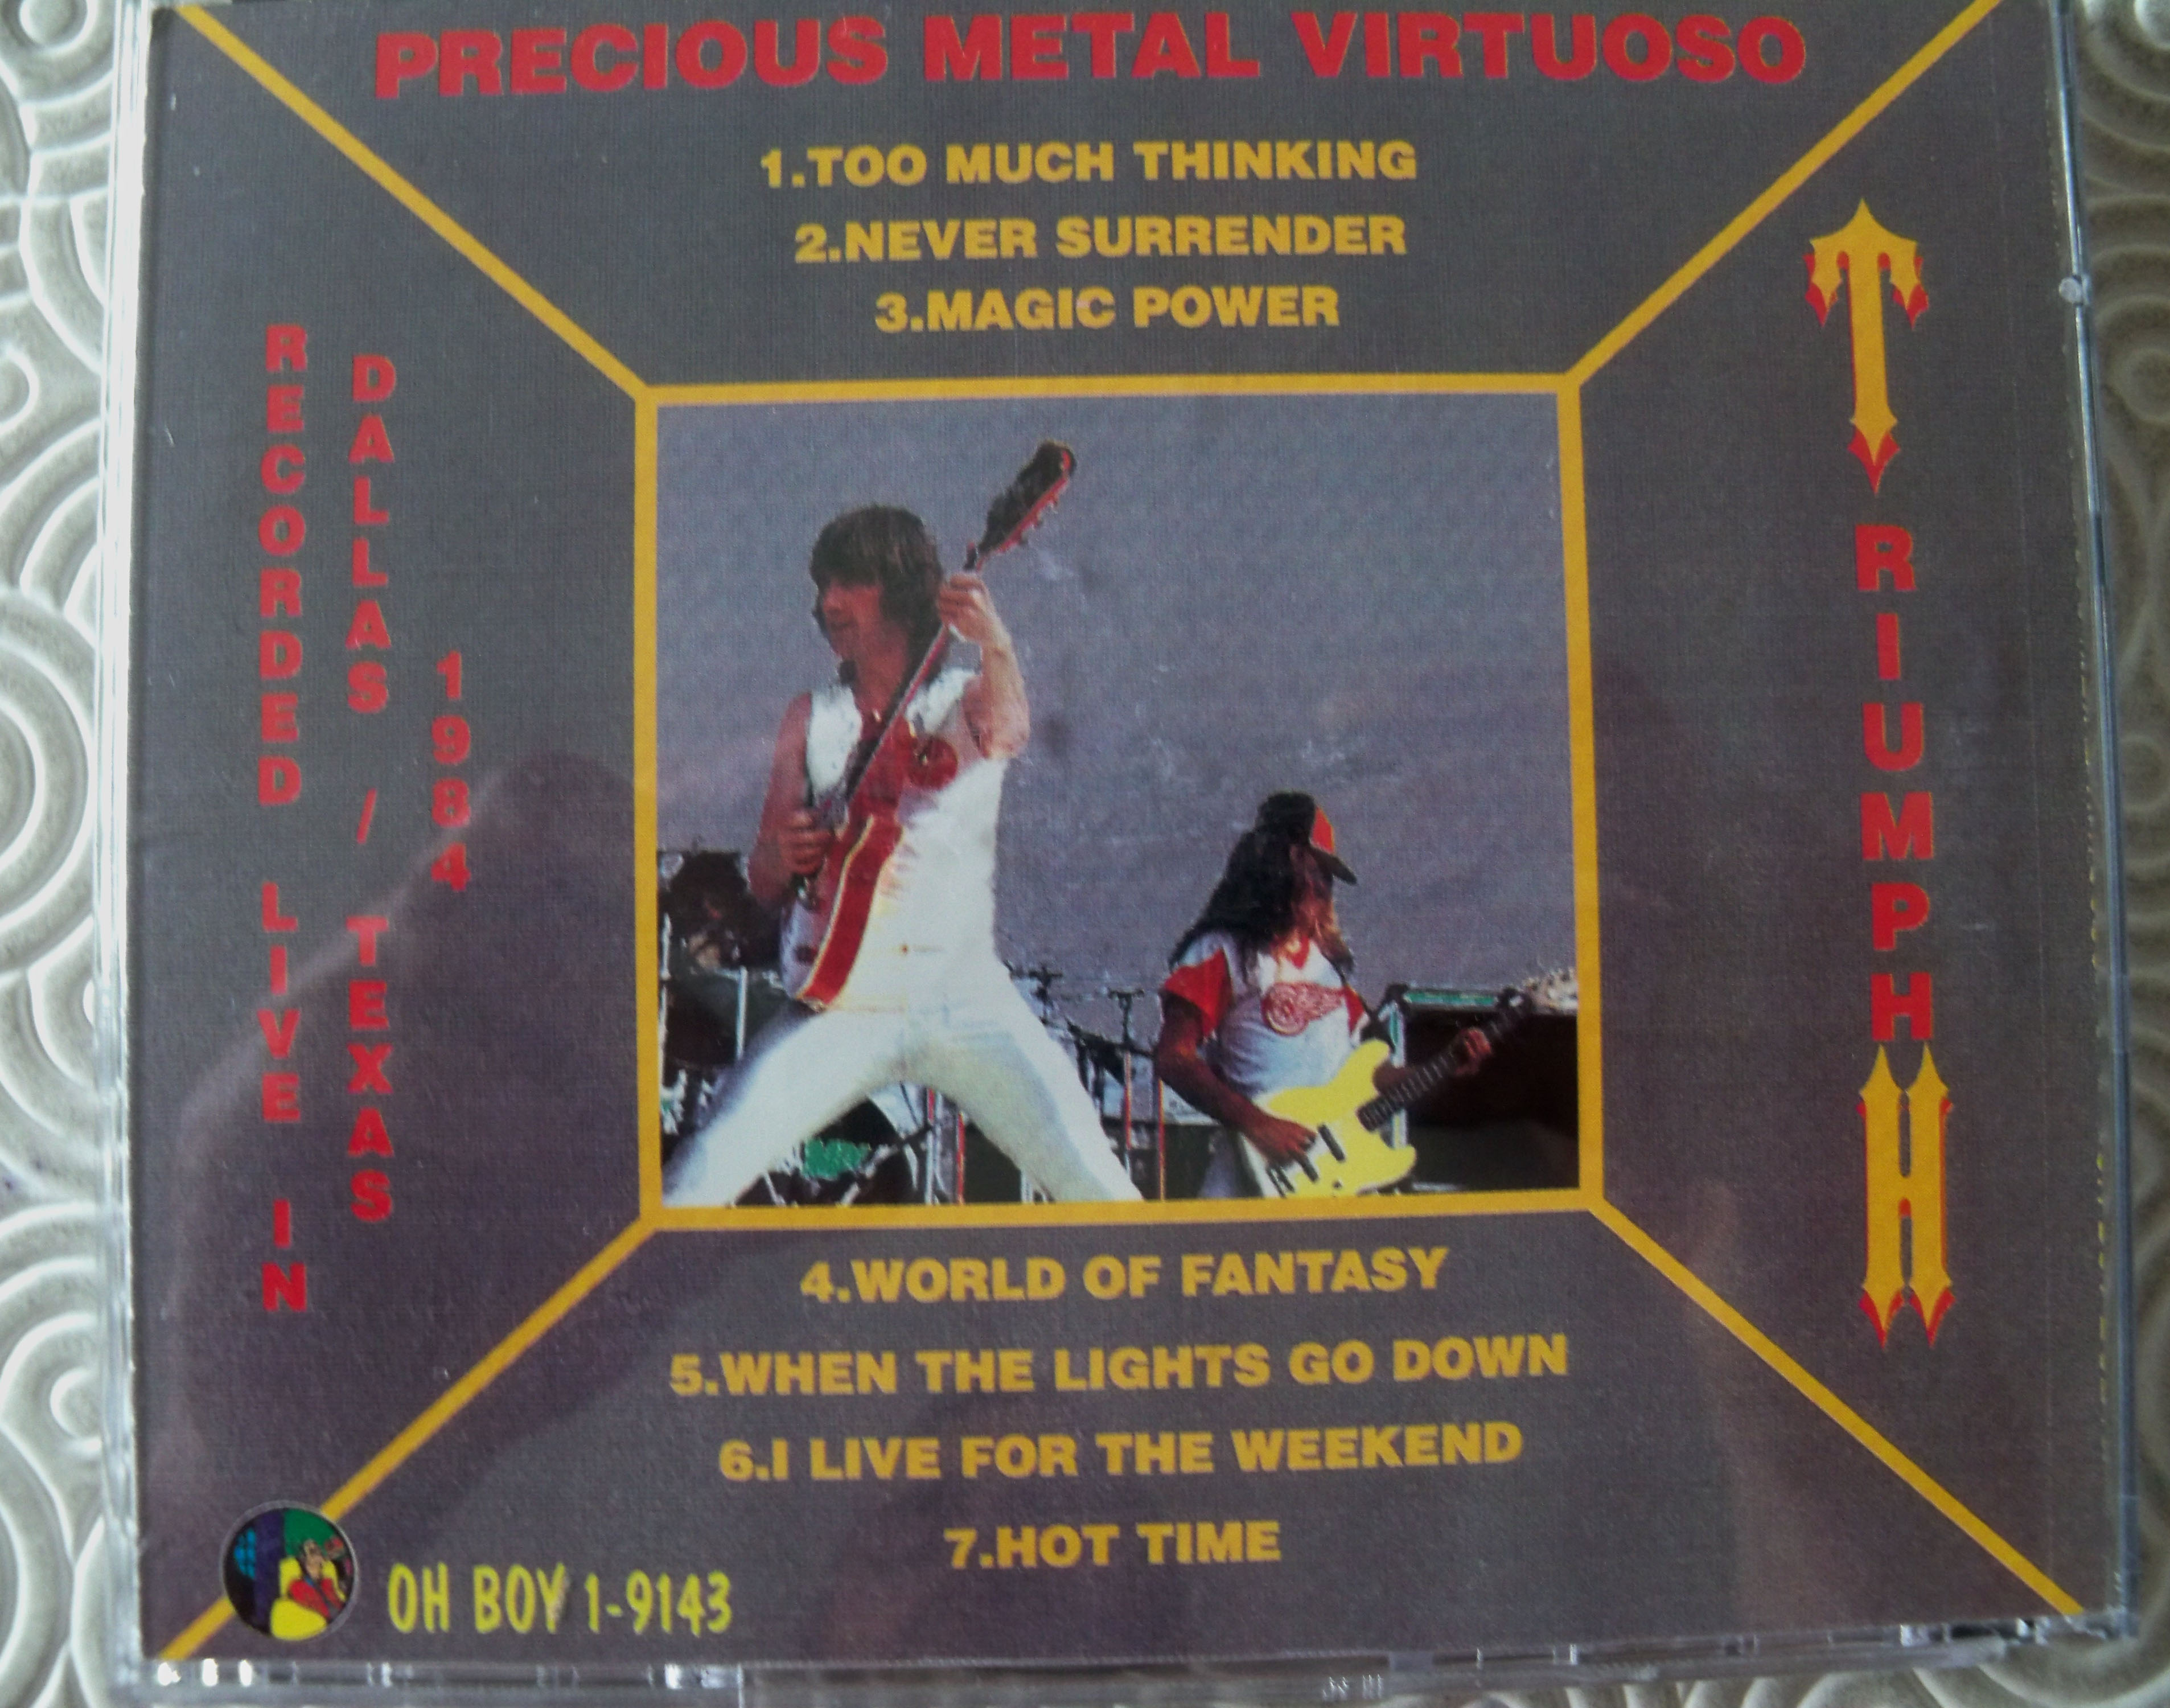 PRECIOUS METAL VIRTUOSO
1.TOO MUCH THINKING
2.NEVER SURRENDER
3.MAGIC POWER
RECORDED LIVE IN
DALLAS / TEXAS
1984
TRIUMPH
H
4.WORLD OF FANTASY
5.WHEN THE LIGHTS GO DOWN
6.I LIVE FOR THE WEEKEND
7.HOT TIME
OH BOY 1-9143